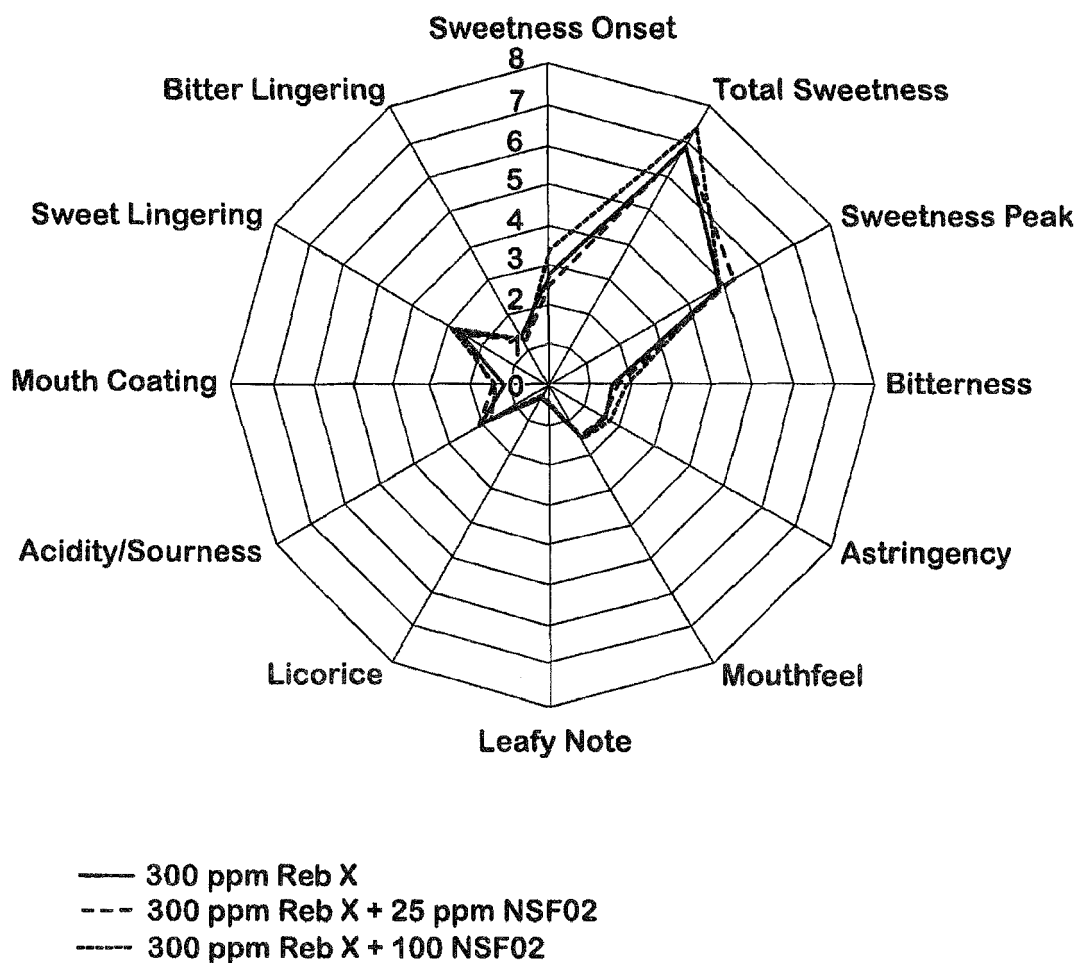 Sweetness Onset
8
Bitter Lingering
Total Sweetness
7
6
5
Sweet Lingering
Sweetness Peak
4
3
2
Mouth Coating
0
Bitterness
Acidity/Sourness
Astringency
Licorice
Mouthfeel
Leafy Note
300 ppm Reb X
300 ppm Reb X + 25 ppm NSF02
300 ppm Reb X + 100 NSF02